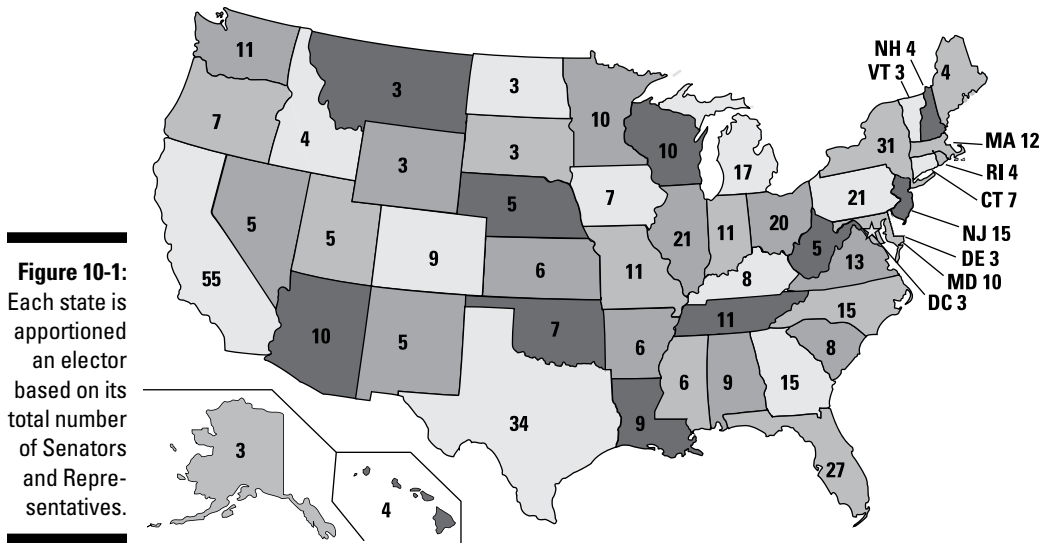 Figure 10-1:
Each state is
apportioned
an elector
based on its
total number
of Senators
and Repre-
sentatives.
11
3
3
10
4
NH 4
VT 3
7
4
3
3
10
17
31
MA 12
RI 4
CT 7
5
7
21
NJ 15
5
5
9
6
11
21
11
20
5
13
DE 3
MD 10
DC 3
55
8
15
10
5
7
6
11
8
34
9
6
9
15
27
3
4